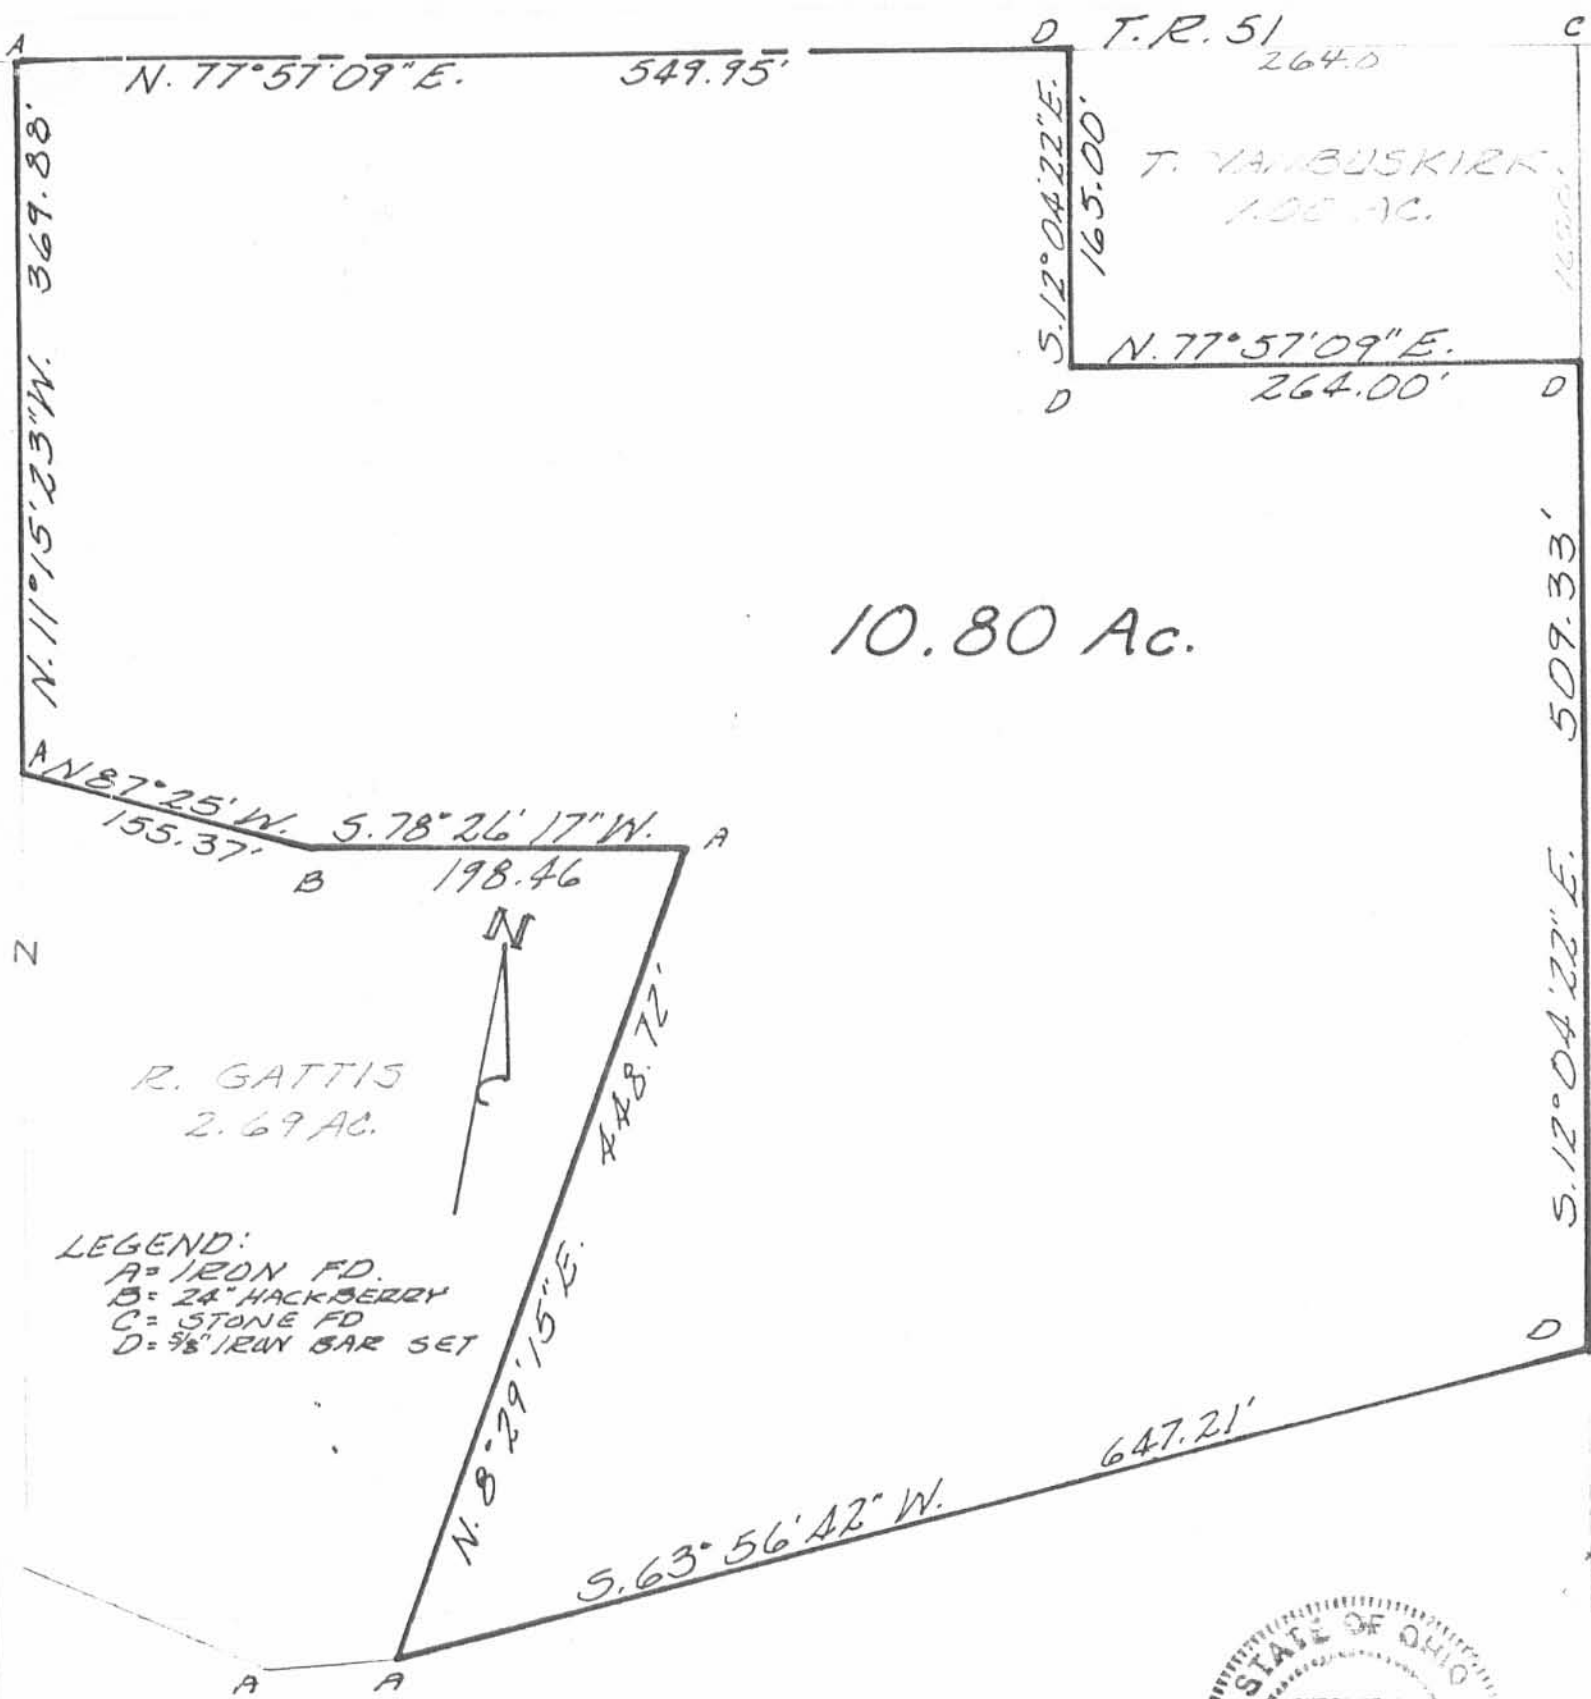 A
D
T.R. 51
C
N. 77°57'09" E.
549.95'
264.0
N. 11°15'23"W. 369.88'
S. 12°04'22"E.
165.00'
T. VANBUSKIRK
1.00 AC.
N. 77°57'09" E.
264.00'
D
D
10.80 Ac.
S. 12°04'22" E. 509.33'
A
N87°25' W.
155.37'
S. 78°26'17" W.
198.46
A
B
N
N
Z
R. GATTIS
2.69 AC.
N. 8°29'15"E. 448.72'
LEGEND:
A= IRON FD.
B= 24" HACKBERRY
C= STONE FD
D= 5/8" IRON BAR SET
D
S. 63°56'42" W. 647.21'
A
A
STATE OF OHIO